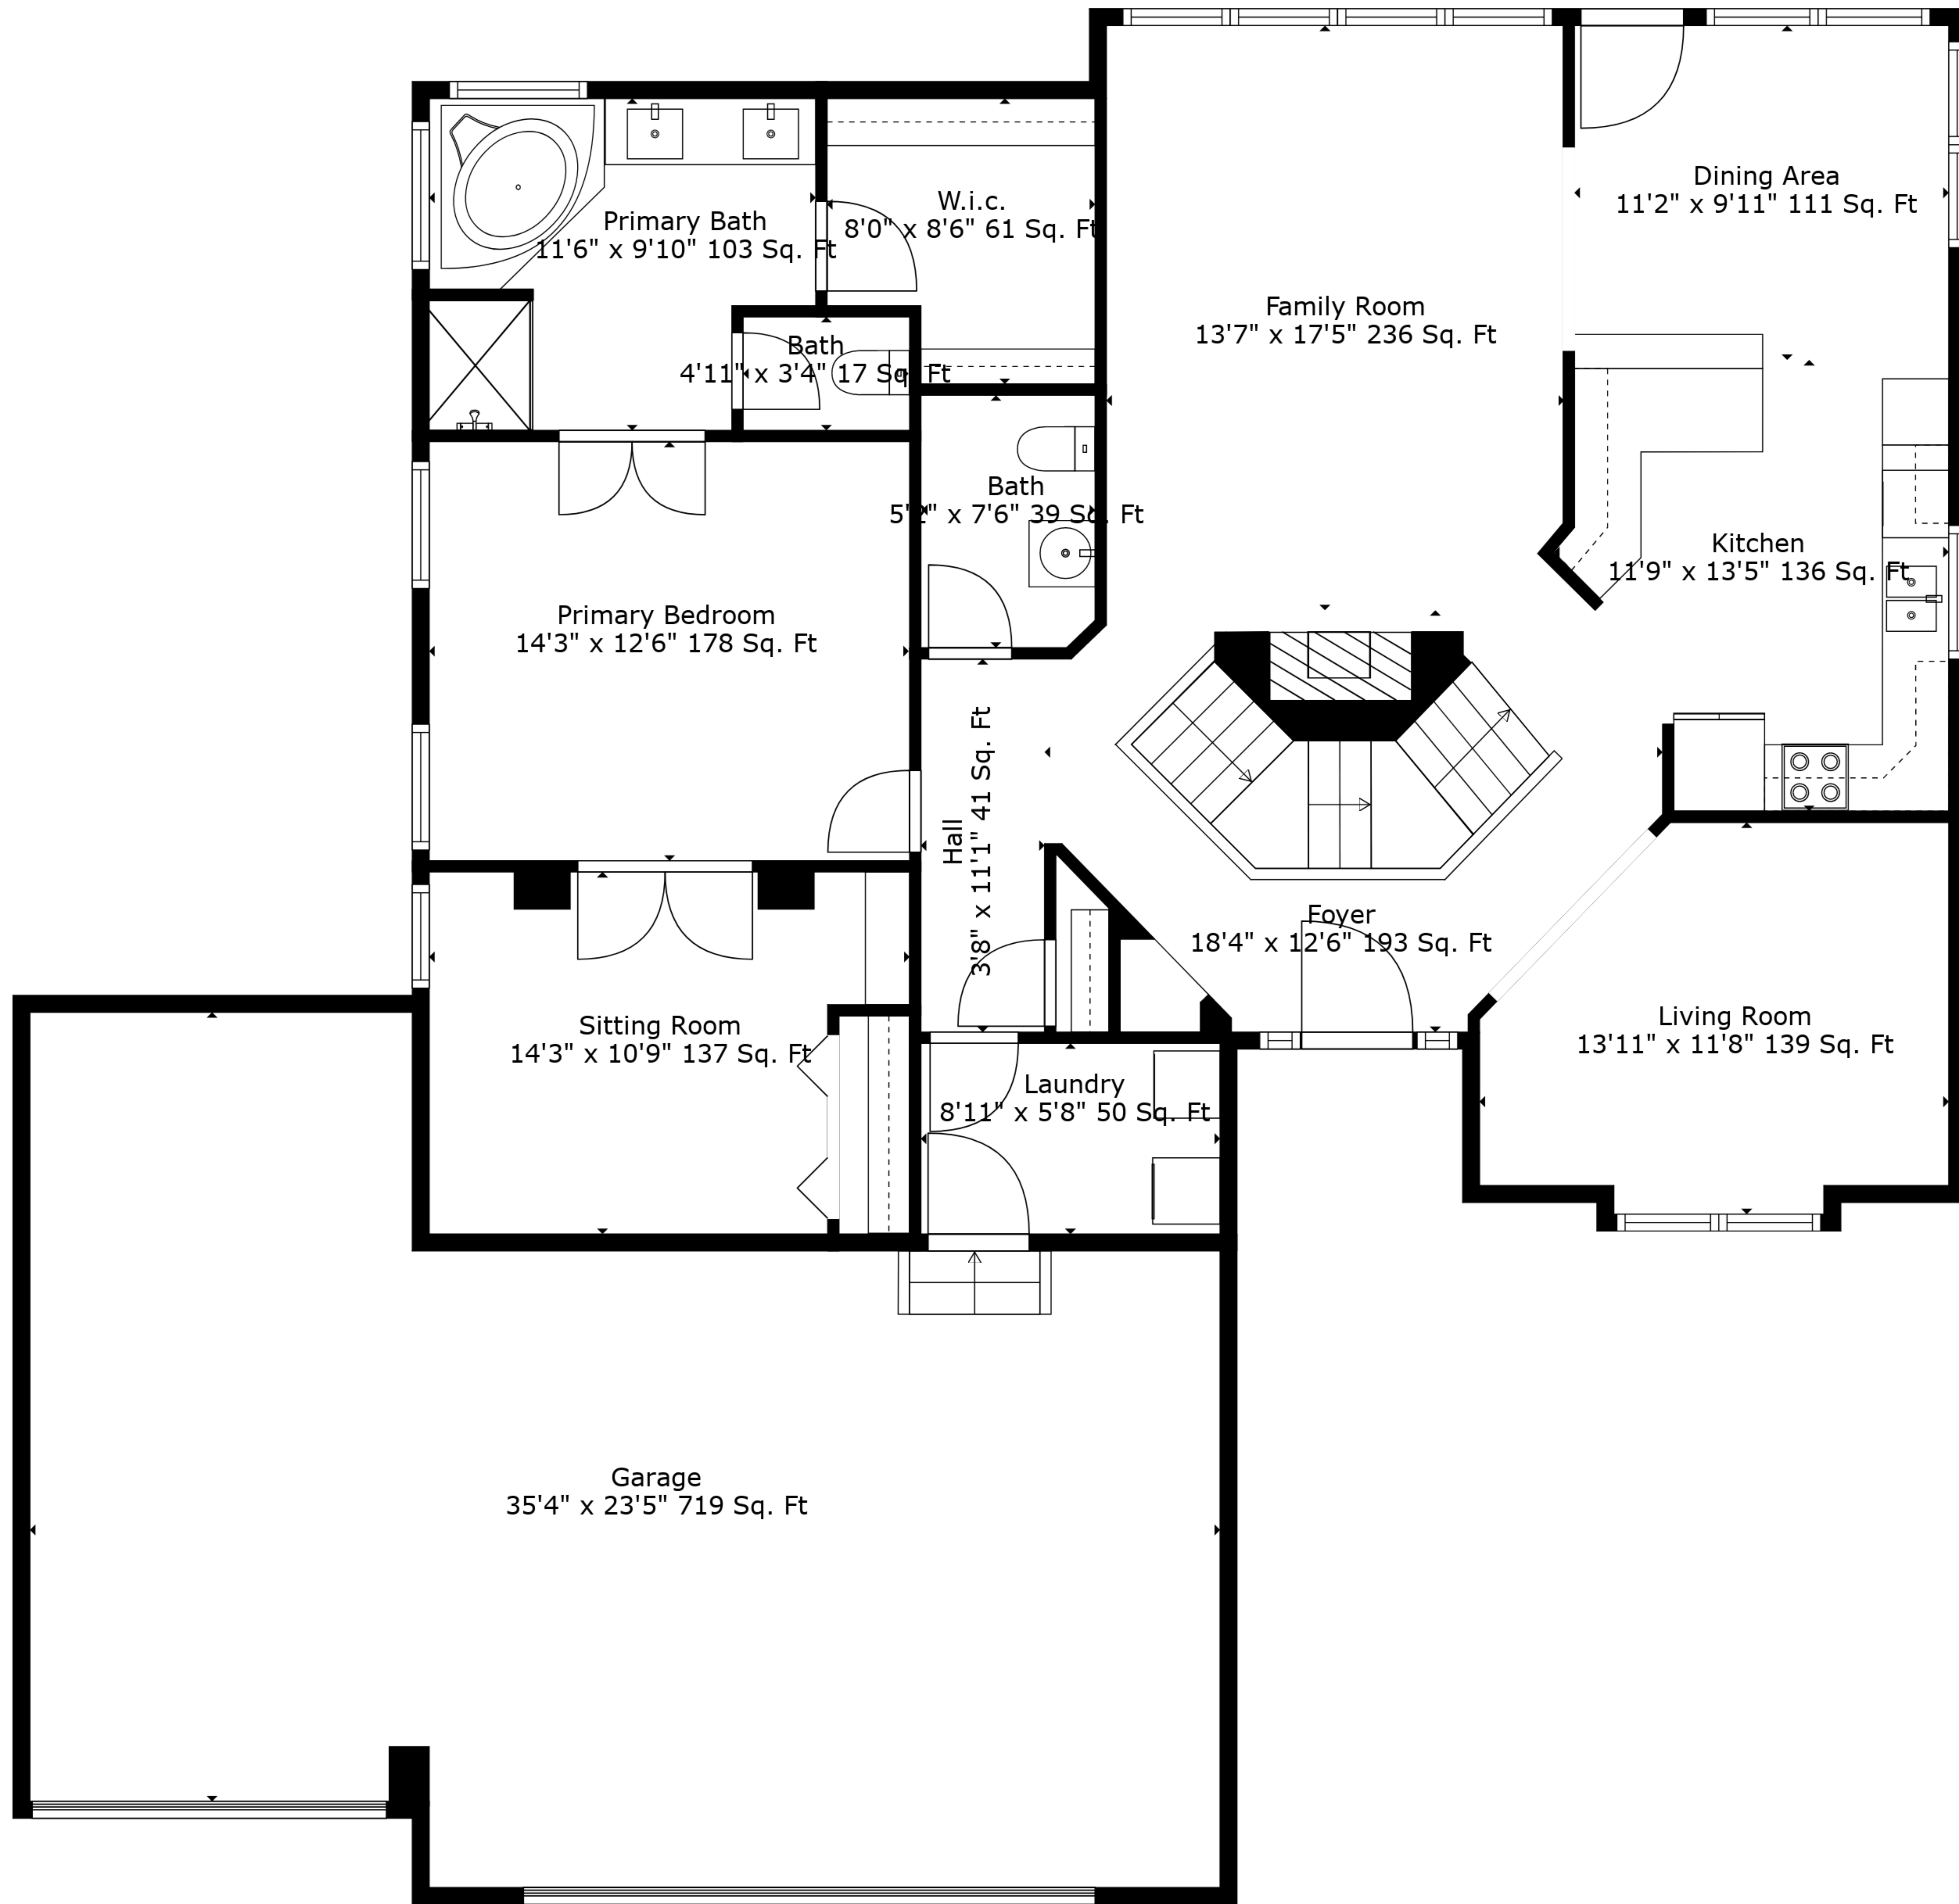 Dining Area
11'2" x 9'11" 111 Sq. Ft
W.i.c.
8'0" x 8'6" 61 Sq. Ft
Primary Bath
11'6" x 9'10" 103 Sq. Ft
Family Room
13'7" x 17'5" 236 Sq. Ft
Bath
4'11" x 3'4" 17 Sq. Ft
Bath
5'2" x 7'6" 39 Sq. Ft
Kitchen
11'9" x 13'5" 136 Sq. Ft
Primary Bedroom
14'3" x 12'6" 178 Sq. Ft
Hall
3'8" x 11'1" 41 Sq. Ft
Foyer
18'4" x 12'6" 193 Sq. Ft
Sitting Room
14'3" x 10'9" 137 Sq. Ft
Living Room
13'11" x 11'8" 139 Sq. Ft
Laundry
8'11" x 5'8" 50 Sq. Ft
Garage
35'4" x 23'5" 719 Sq. Ft